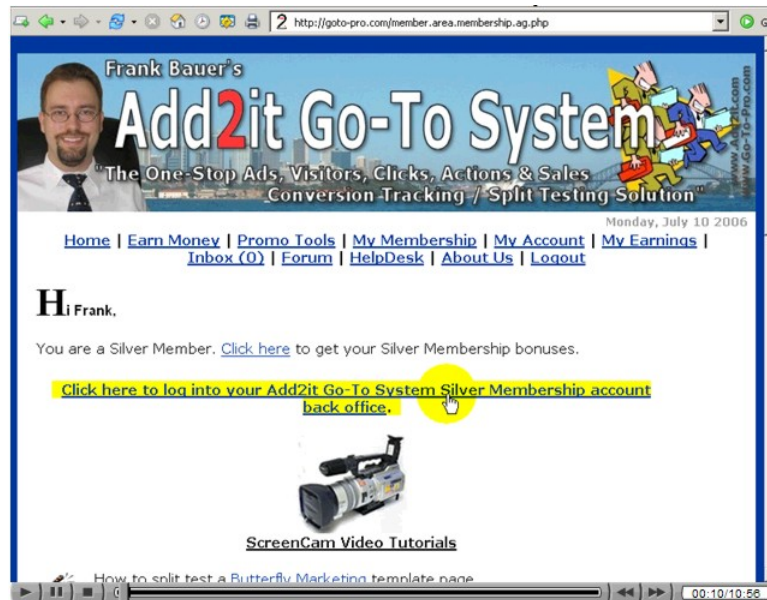 http://goto-pro.com/member.area.membership.ag.php
G
Frank Bauer's
Add2it Go-To System
"The One-Stop Ads, Visitors, Clicks, Actions & Sales
Conversion Tracking / Split Testing Solution"
www.Add2it.com
www.Go-To-Pro.com
Monday, July 10 2006
Home | Earn Money | Promo Tools | My Membership | My Account | My Earnings |
Inbox (0) | Forum | HelpDesk | About Us | Logout
Hi Frank,
You are a Silver Member. Click here to get your Silver Membership bonuses.
Click here to log into your Add2it Go-To System Silver Membership account
back office.
ScreenCam Video Tutorials
How to split test a Butterfly Marketing template page
00:10/10:56